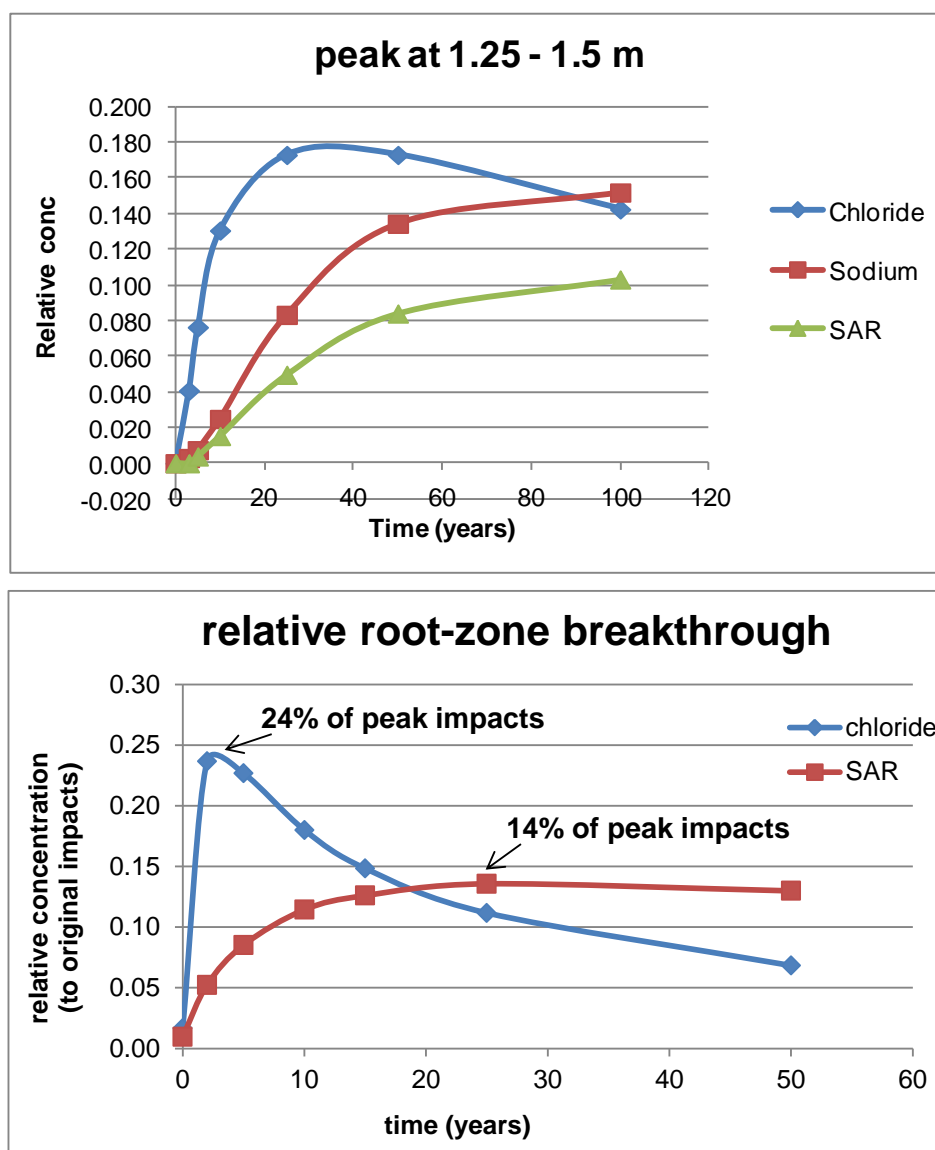 peak at 1.25 - 1.5 m
0.200
0.180
0.160
0.140
0.120
0.100
0.080
0.060
0.040
0.020
0.000
-0.020
Relative conc
0 20 40 60 80 100 120
Time (years)
Chloride
Sodium
SAR
relative root-zone breakthrough
0.30
0.25
0.20
0.15
0.10
0.05
0.00
relative concentration
(to original impacts)
24% of peak impacts
14% of peak impacts
chloride
SAR
0 10 20 30 40 50 60
time (years)